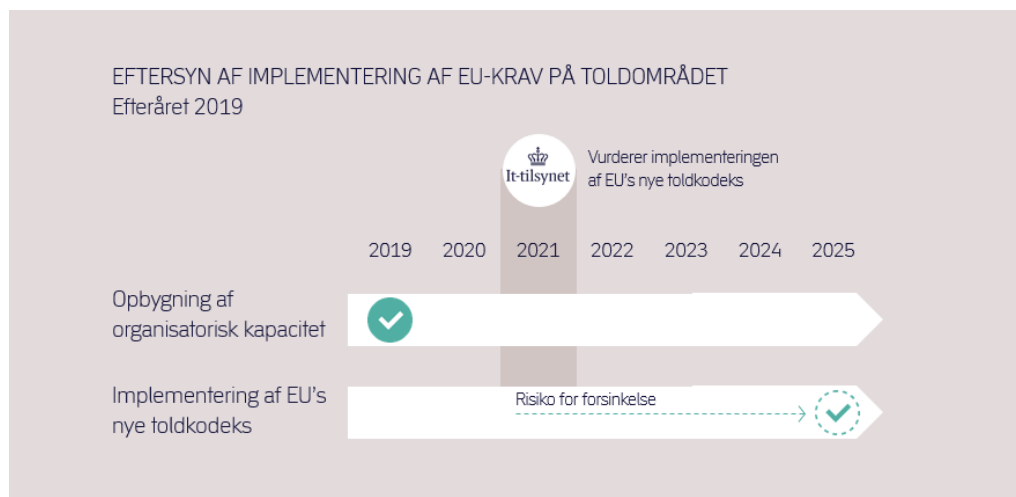 EFTERSYN AF IMPLEMENTERING AF EU-KRAV PÅ TOLDOMRÅDET
Efteråret 2019
It-tilsynet
Vurderer implementeringen
af EU's nye toldkodeks
2019 2020 2021 2022 2023 2024 2025
Opbygning af
organisatorisk kapacitet
Implementering af EU's
nye toldkodeks
Risiko for forsinkelse